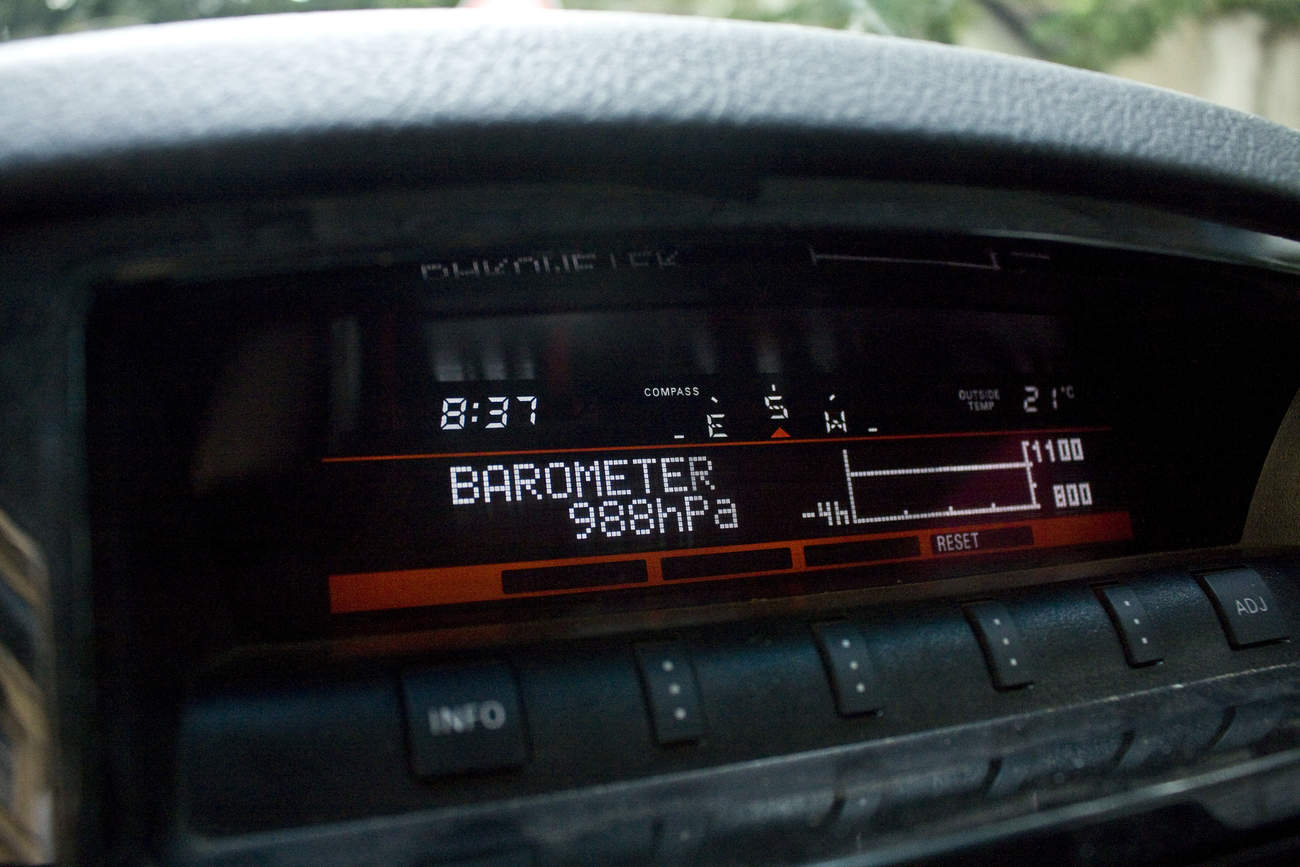 8:37 COMPASS E S W OUTSIDE TEMP 21°C
BAROMETER
988hPa
1100
800
-4h
RESET
INFO
ADJ